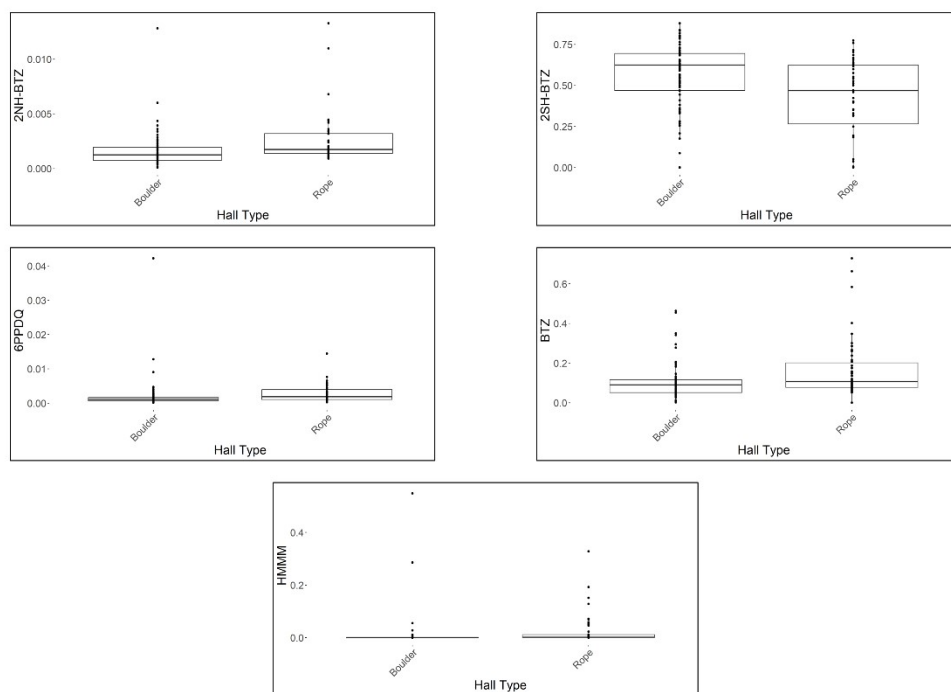 2NH-BTZ
0.010
0.005
0.000
Boulder
Rope
Hall Type
2SH-BTZ
0.75
0.50
0.25
0.00
Boulder
Rope
Hall Type
6PPDQ
0.04
0.03
0.02
0.01
0.00
Boulder
Rope
Hall Type
BTZ
0.6
0.4
0.2
0.0
Boulder
Rope
Hall Type
HMMM
0.4
0.2
0.0
Boulder
Rope
Hall Type